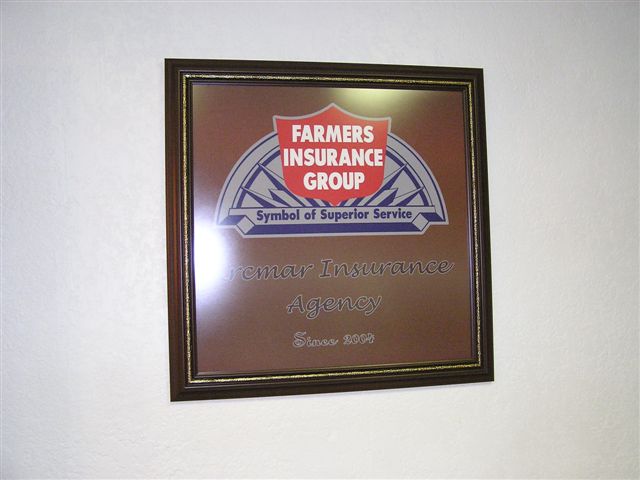 FARMERS
INSURANCE
GROUP
Symbol of Superior Service
Insurance
Agency
Since 2004